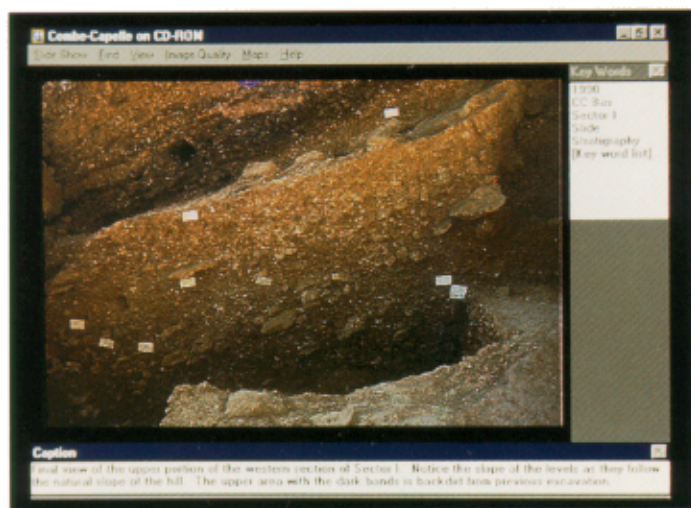 Combe-Capelle on CD-ROM
Slide Show Find View Image Quality Maps Help
Key Words
1990
CC Bas
Sector I
Slide
Stratigraphy
[Key word list]
Caption
Final view of the upper portion of the western section of Sector I. Notice the slope of the levels as they follow
the natural slope of the hill. The upper area with the dark bands is backdirt from previous excavation.